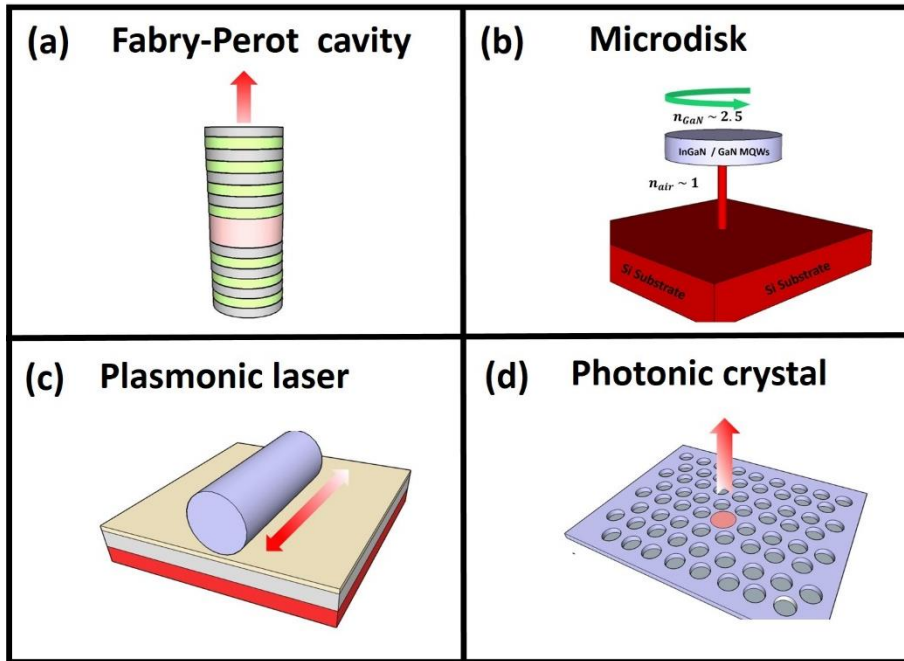 (a) Fabry-Perot cavity
(b) Microdisk
n_GaN ~ 2.5
InGaN / GaN MQWs
n_air ~ 1
Si Substrate
Si Substrate
(c) Plasmonic laser
(d) Photonic crystal